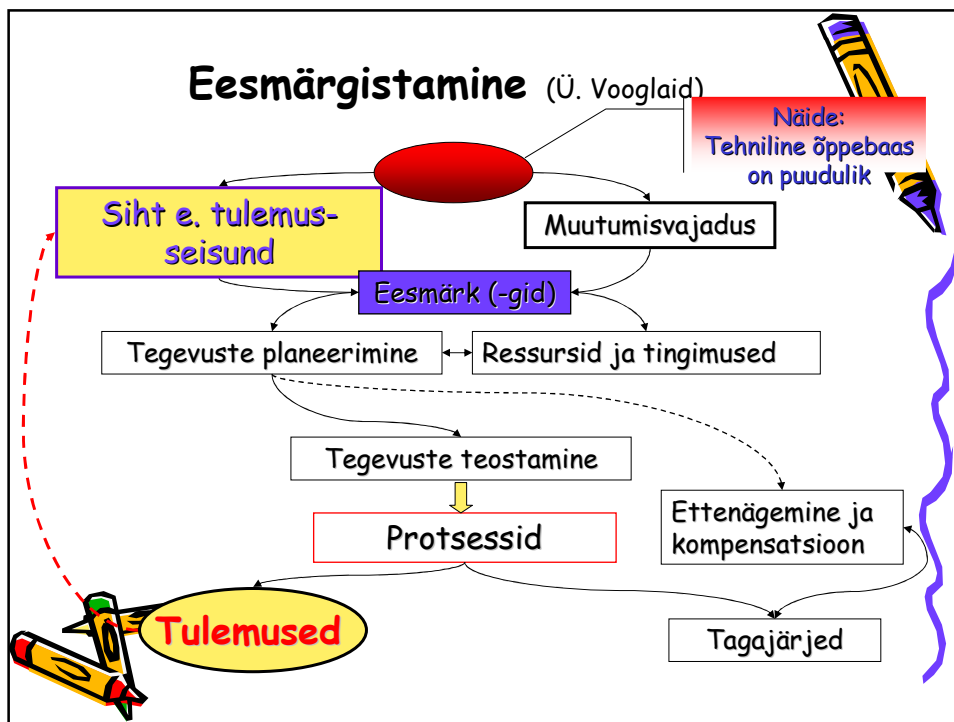 Eesmärgistamine (Ü. Vooglaid)
Näide:
Tehniline õppebaas
on puudulik
Siht e. tulemus-
seisund
Muutumisvajadus
Eesmärk (-gid)
Tegevuste planeerimine
Ressursid ja tingimused
Tegevuste teostamine
Ettenägemine ja
kompensatsioon
Protsessid
Tulemused
Tagajärjed